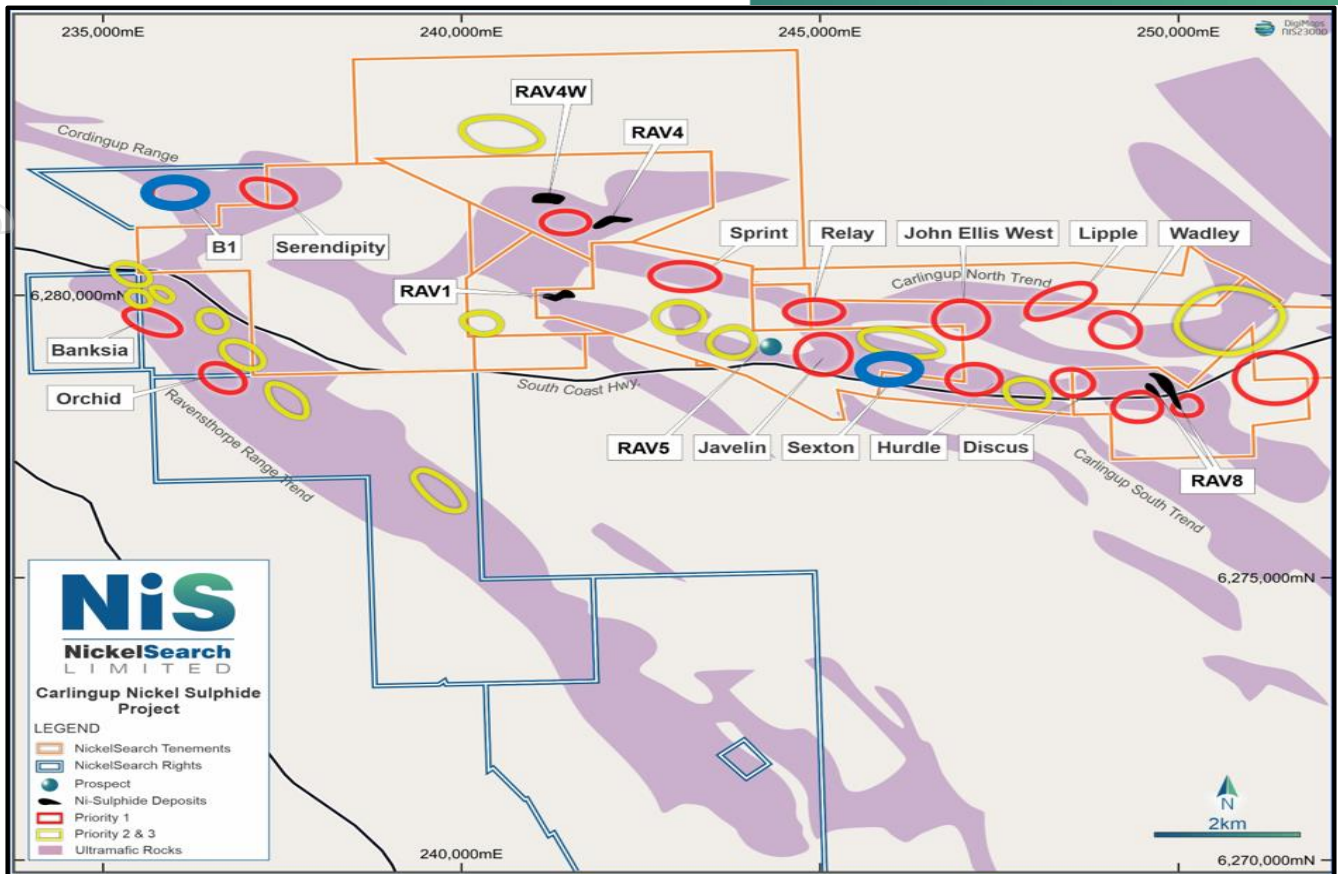 235,000mE
240,000mE
245,000mE
250,000mE
DigiMaps
NIS23000
RAV4W
RAV4
Cordingup Range
B1
Serendipity
Sprint
Relay
John Ellis West
Lipple
Wadley
Carlingup North Trend
RAV1
6,280,000mN
Banksia
Orchid
South Coast Hwy.
Ravensthorpe Range Trend
RAV5
Javelin
Sexton
Hurdle
Discus
RAV8
Carlingup South Trend
6,275,000mN
NiS
NickelSearch
LIMITED
Carlingup Nickel Sulphide
Project
LEGEND
NickelSearch Tenements
NickelSearch Rights
Prospect
Ni-Sulphide Deposits
Priority 1
Priority 2 & 3
Ultramafic Rocks
N
2km
240,000mE
6,270,000mN